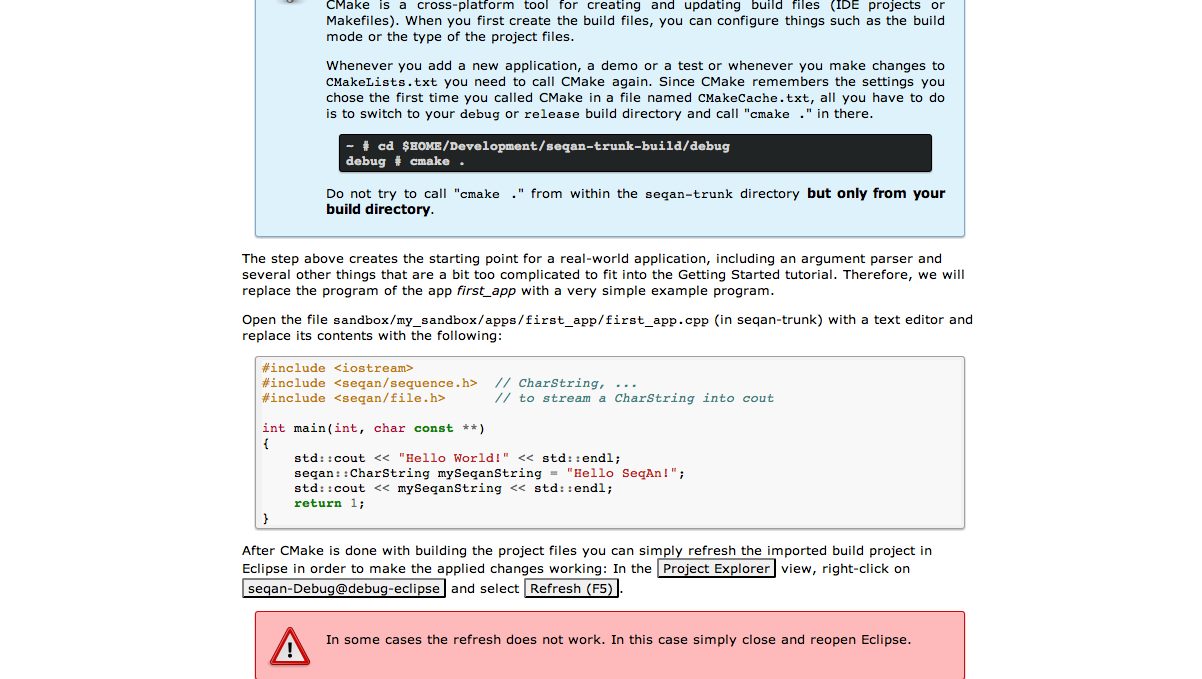 CMake is a cross-platform tool for creating and updating build files (IDE projects or
Makefiles). When you first create the build files, you can configure things such as the build
mode or the type of the project files.
Whenever you add a new application, a demo or a test or whenever you make changes to
CMakeLists.txt you need to call CMake again. Since CMake remembers the settings you
chose the first time you called CMake in a file named CMakeCache.txt, all you have to do
is to switch to your debug or release build directory and call "cmake ." in there.
~ # cd $HOME/Development/seqan-trunk-build/debug
debug # cmake .
Do not try to call "cmake ." from within the seqan-trunk directory but only from your
build directory.
The step above creates the starting point for a real-world application, including an argument parser and
several other things that are a bit too complicated to fit into the Getting Started tutorial. Therefore, we will
replace the program of the app first_app with a very simple example program.
Open the file sandbox/my_sandbox/apps/first_app/first_app.cpp (in seqan-trunk) with a text editor and
replace its contents with the following:
#include <iostream>
#include <seqan/sequence.h>  // CharString, ...
#include <seqan/file.h>      // to stream a CharString into cout
int main(int, char const **)
{
    std::cout << "Hello World!" << std::endl;
    seqan::CharString mySeqanString = "Hello SeqAn!";
    std::cout << mySeqanString << std::endl;
    return 1;
}
After CMake is done with building the project files you can simply refresh the imported build project in
Eclipse in order to make the applied changes working: In the Project Explorer view, right-click on
seqan-Debug@debug-eclipse and select Refresh (F5).
In some cases the refresh does not work. In this case simply close and reopen Eclipse.